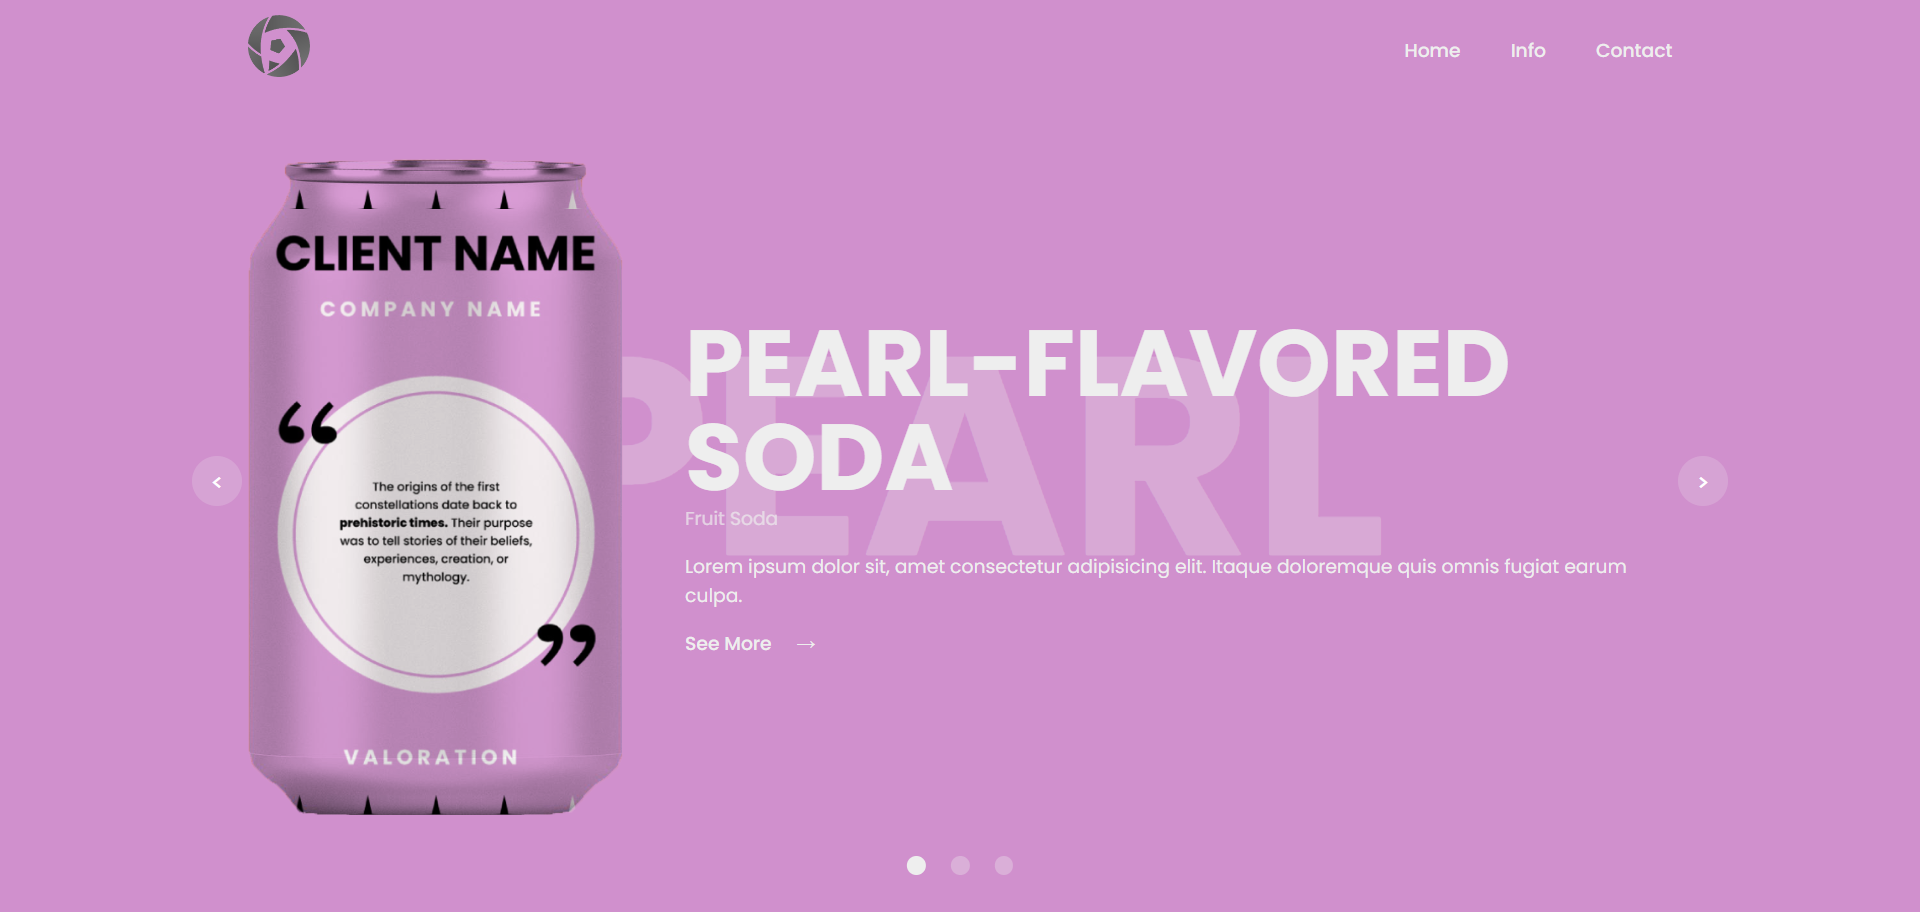 Home Info Contact
CLIENT NAME
COMPANY NAME
“
The origins of the first
constellations date back to
prehistoric times. Their purpose
was to tell stories of their beliefs,
experiences, creation, or
mythology.
”
VALORATION
PEARL
PEARL-FLAVORED
SODA
Fruit Soda
Lorem ipsum dolor sit, amet consectetur adipisicing elit. Itaque doloremque quis omnis fugiat earum
culpa.
See More →
<
>